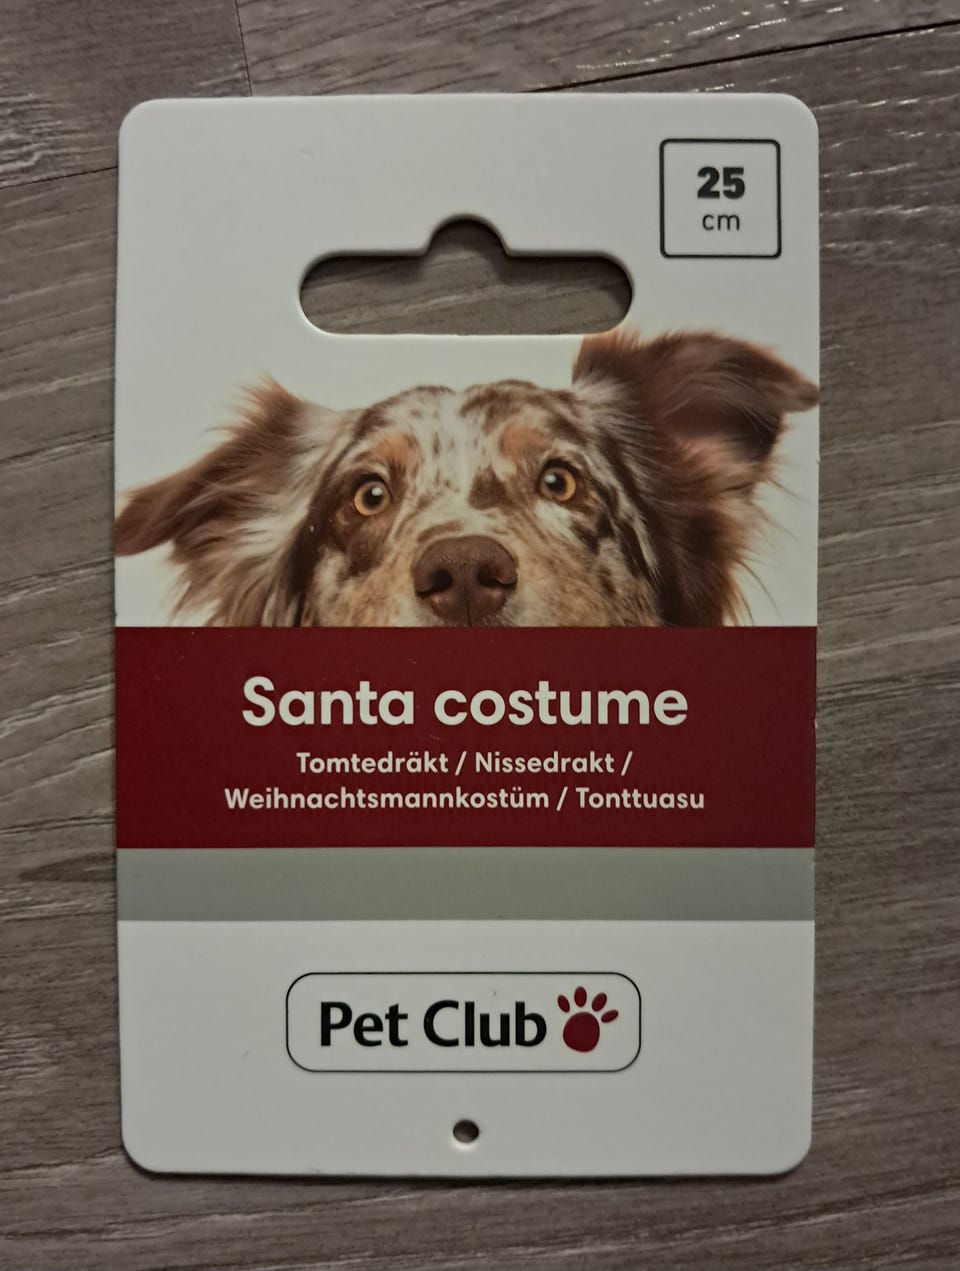 25
cm
Santa costume
Tomtedräkt / Nissedrakt /
Weihnachtsmannkostüm / Tonttuasu
Pet Club